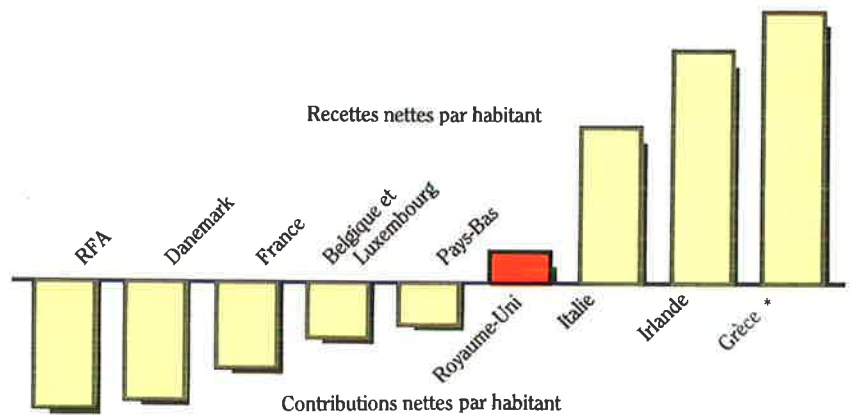 Recettes nettes par habitant
RFA
Danemark
France
Belgique et
Luxembourg
Pays-Bas
Royaume-Uni
Italie
Irlande
Grèce *
Contributions nettes par habitant